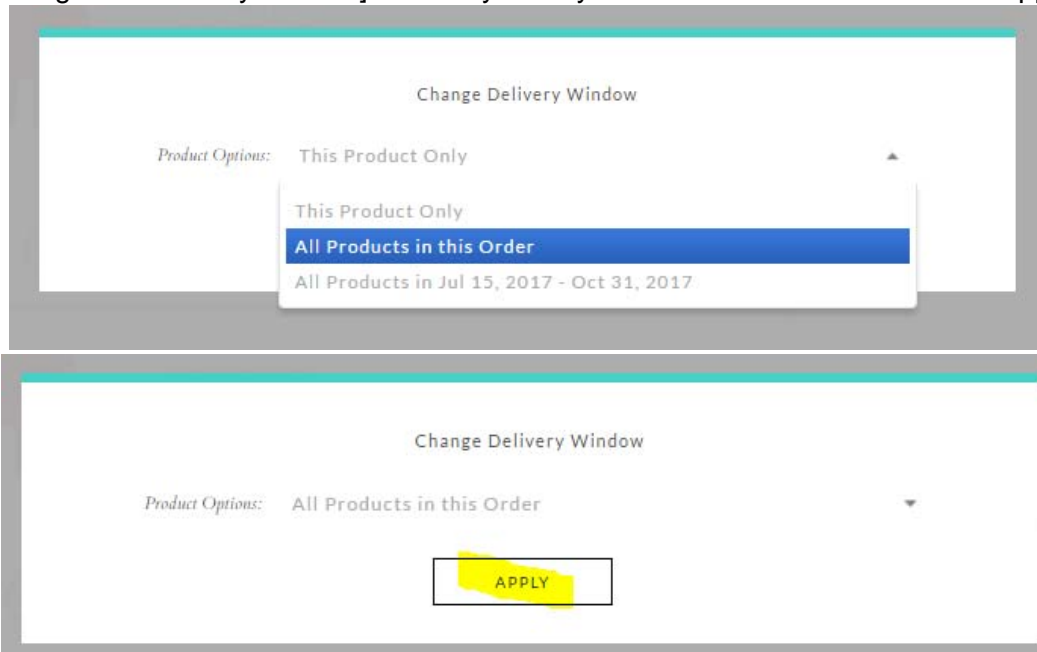 Change Delivery Window
Product Options: This Product Only
This Product Only
All Products in this Order
All Products in Jul 15, 2017 - Oct 31, 2017
Change Delivery Window
Product Options: All Products in this Order
APPLY